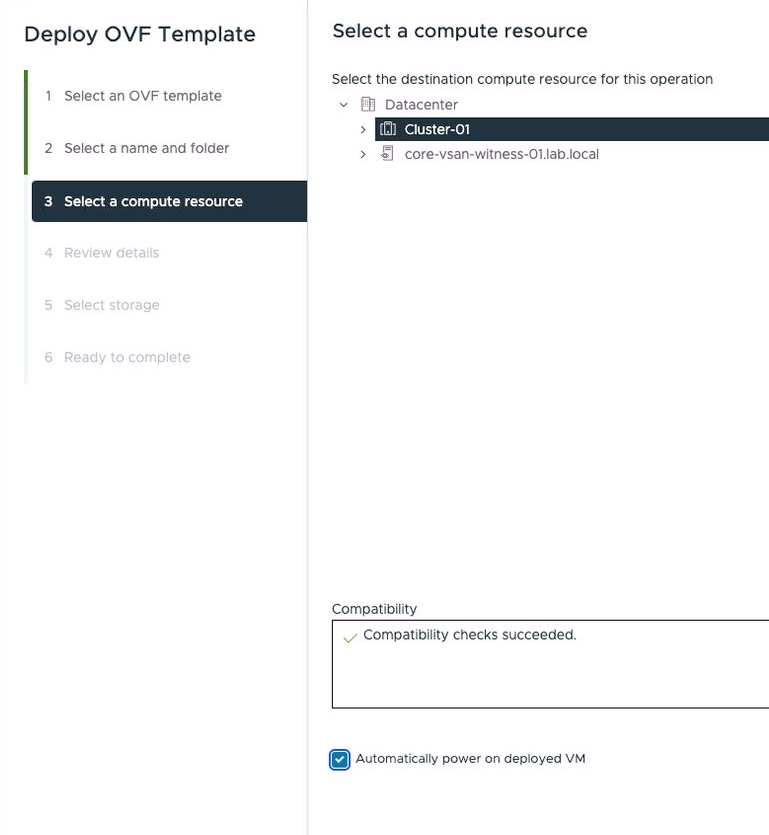 Deploy OVF Template
1 Select an OVF template
2 Select a name and folder
3 Select a compute resource
4 Review details
5 Select storage
6 Ready to complete
Select a compute resource
Select the destination compute resource for this operation
Datacenter
Cluster-01
core-vsan-witness-01.lab.local
Compatibility
Compatibility checks succeeded.
Automatically power on deployed VM